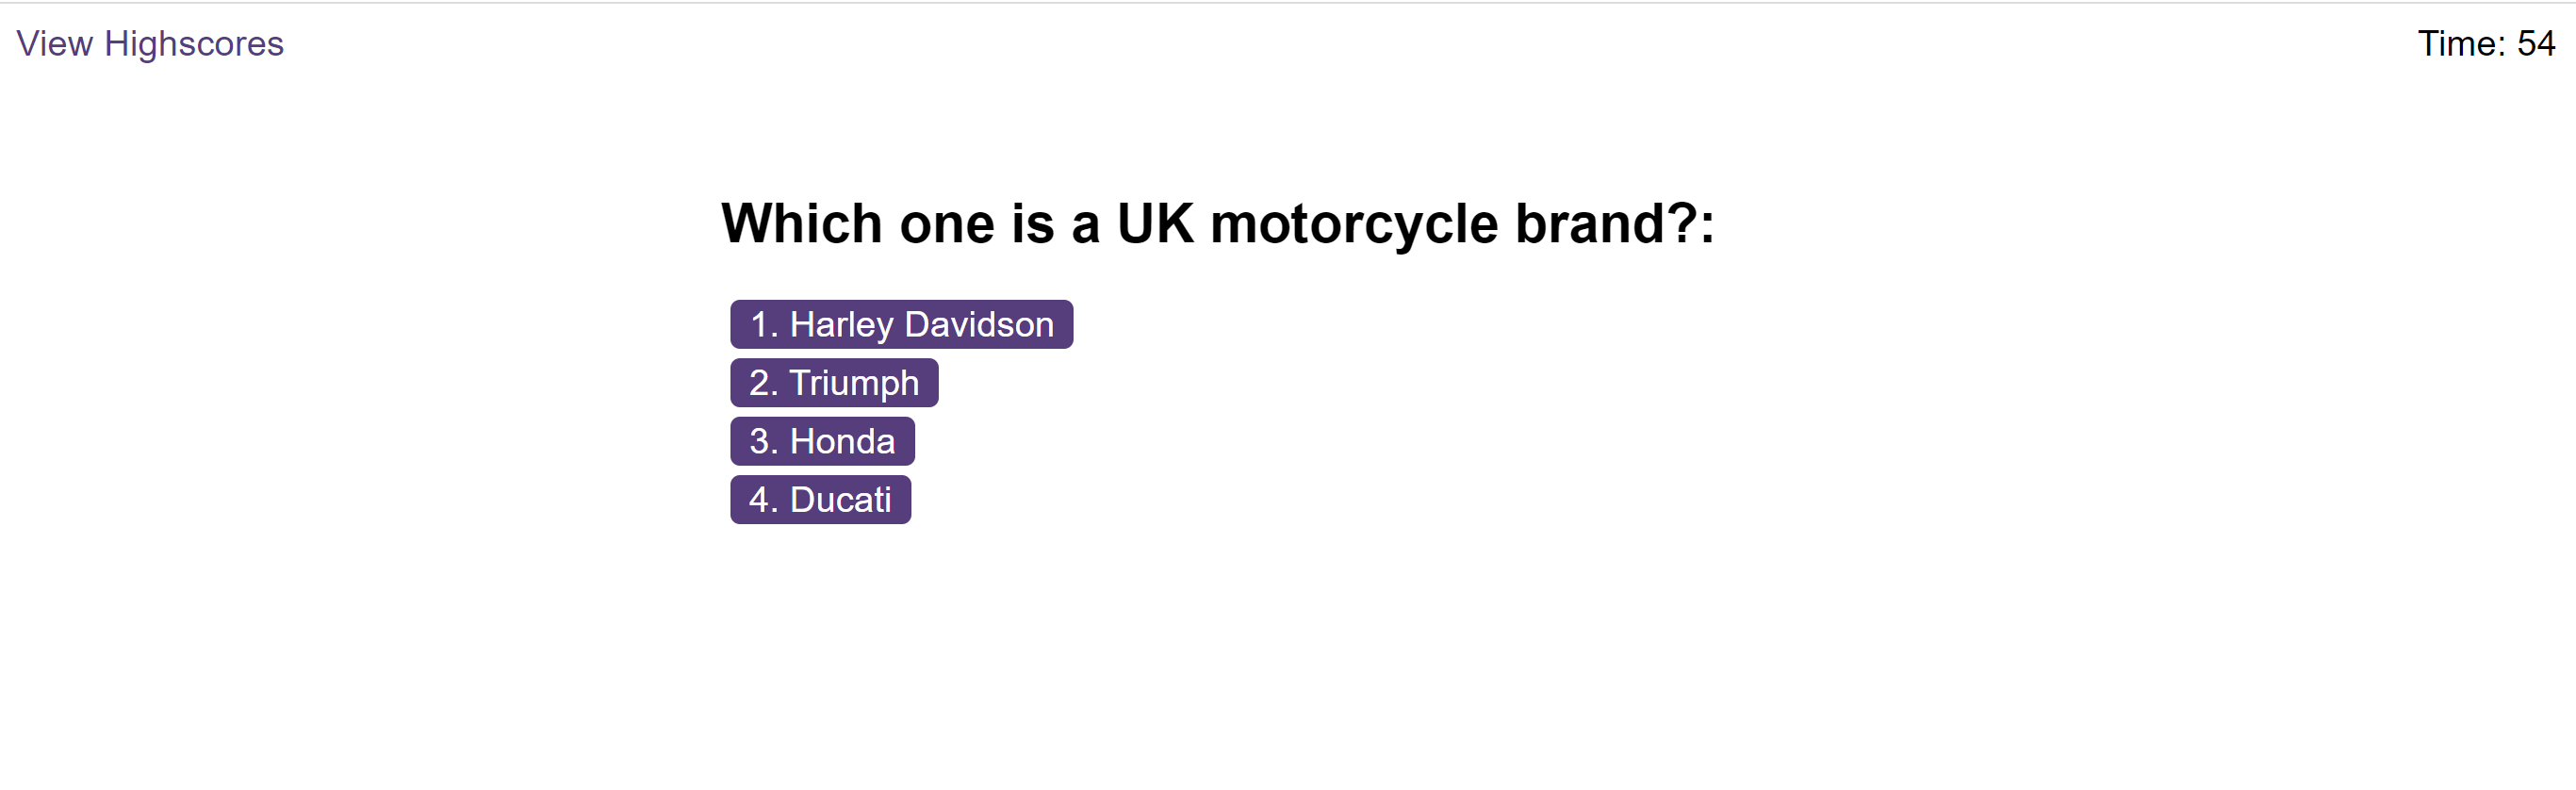 View Highscores
Time: 54
Which one is a UK motorcycle brand?:
1. Harley Davidson
2. Triumph
3. Honda
4. Ducati